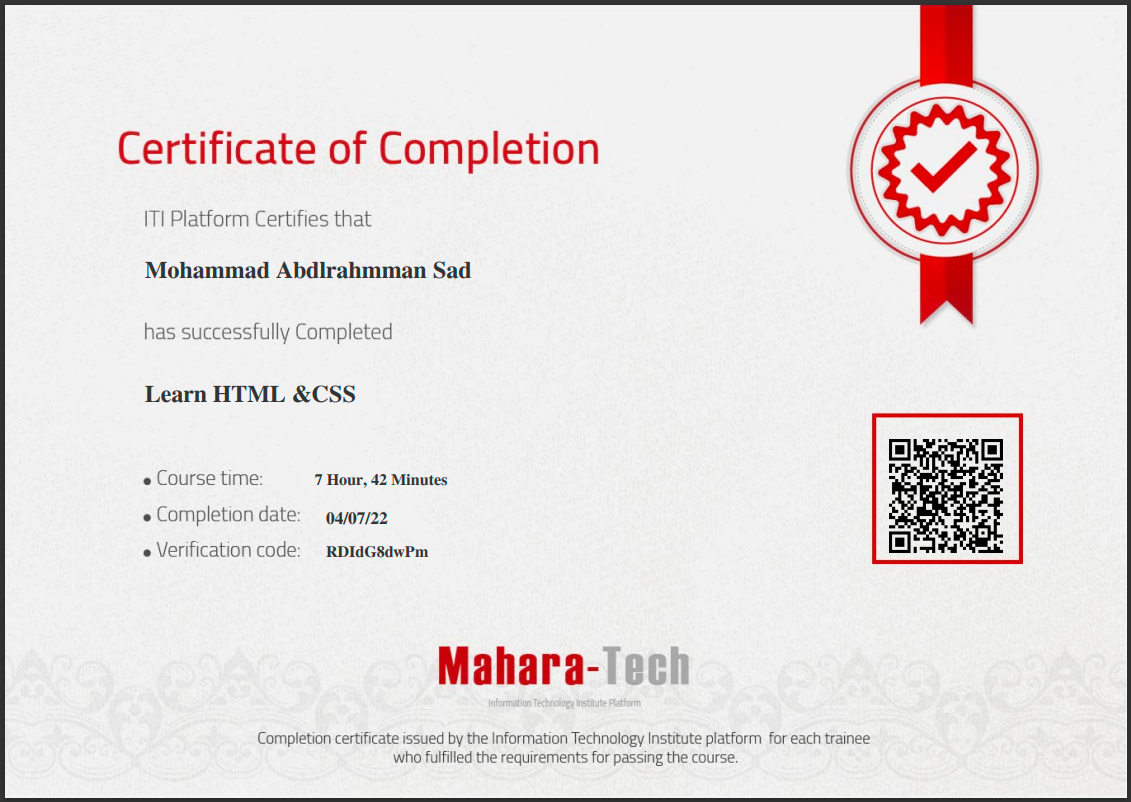 Certificate of Completion
ITI Platform Certifies that
Mohammad Abdlrahmman Sad
has successfully Completed
Learn HTML &CSS
Course time: 7 Hour, 42 Minutes
Completion date: 04/07/22
Verification code: RDIdG8dwPm
Mahara-Tech
Information Technology Institute Platform
Completion certificate issued by the Information Technology Institute platform for each trainee
who fulfilled the requirements for passing the course.